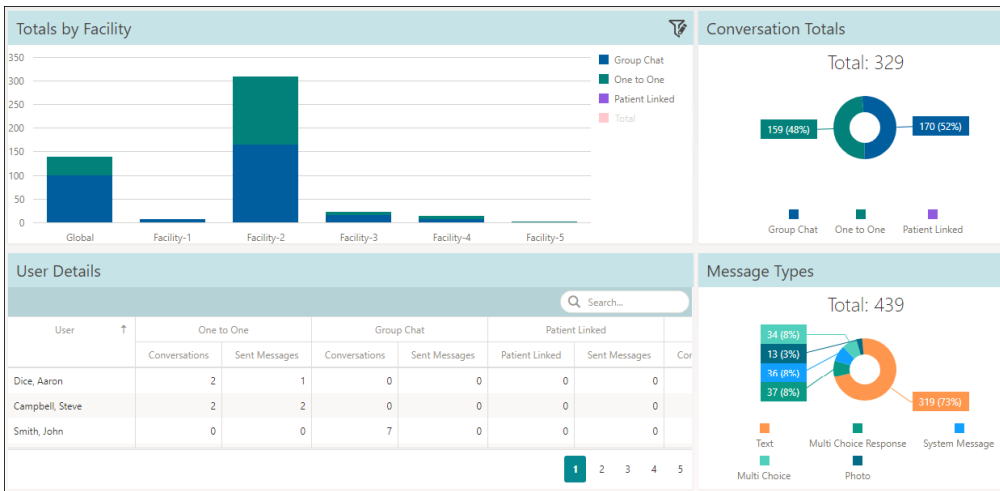 Totals by Facility
350
300
250
200
150
100
50
0
Global Facility-1 Facility-2 Facility-3 Facility-4 Facility-5
Group Chat
One to One
Patient Linked
Total
Conversation Totals
Total: 329
159 (48%)
170 (52%)
Group Chat One to One Patient Linked
User Details
Search...
User One to One Group Chat Patient Linked
Conversations Sent Messages Conversations Sent Messages Patient Linked Sent Messages Cor
Dice, Aaron 2 1 0 0 0 0
Campbell, Steve 2 2 0 0 0 0
Smith, John 0 0 7 0 0 0
1 2 3 4 5
Message Types
Total: 439
34 (8%)
13 (3%)
36 (8%)
37 (8%)
319 (73%)
Text Multi Choice Response System Message
Multi Choice Photo